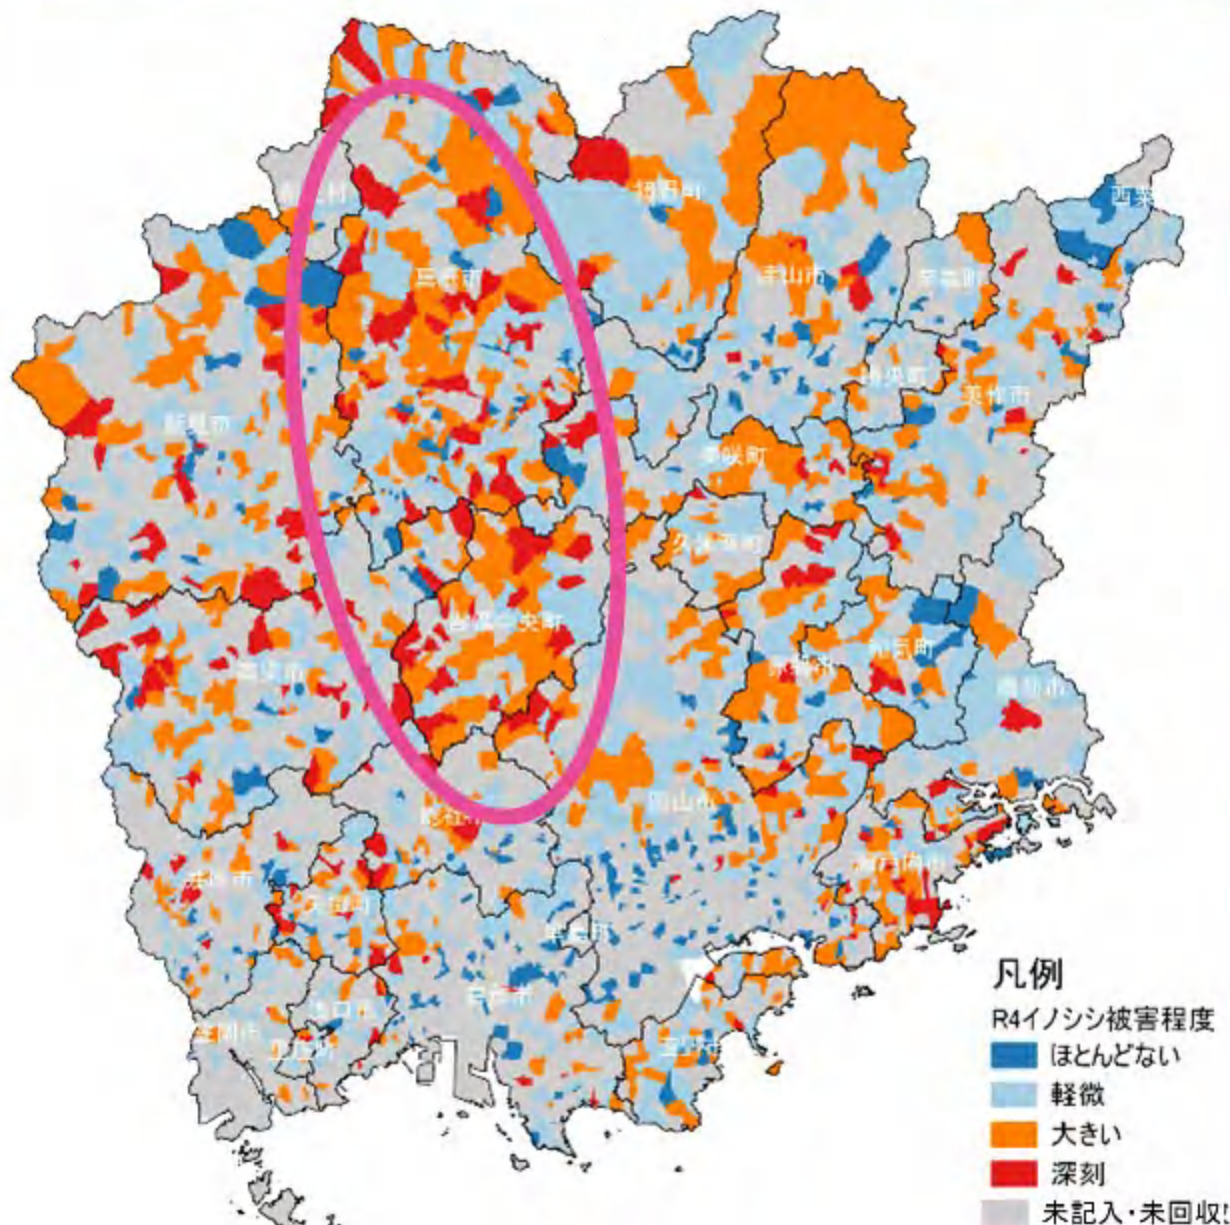 西粟
新庄村
鏡野町
真庭市
津山市
奈義町
勝央町
美作市
新見市
美咲町
久米南町
吉備中央町
和気町
赤磐市
高梁市
備前市
岡山市
総社市
瀬戸内市
井原市
矢掛町
早島町
倉敷市
浅口市
笠岡市
里庄町
玉野市
凡例
R4イノシシ被害程度
ほとんどない
軽微
大きい
深刻
未記入・未回収